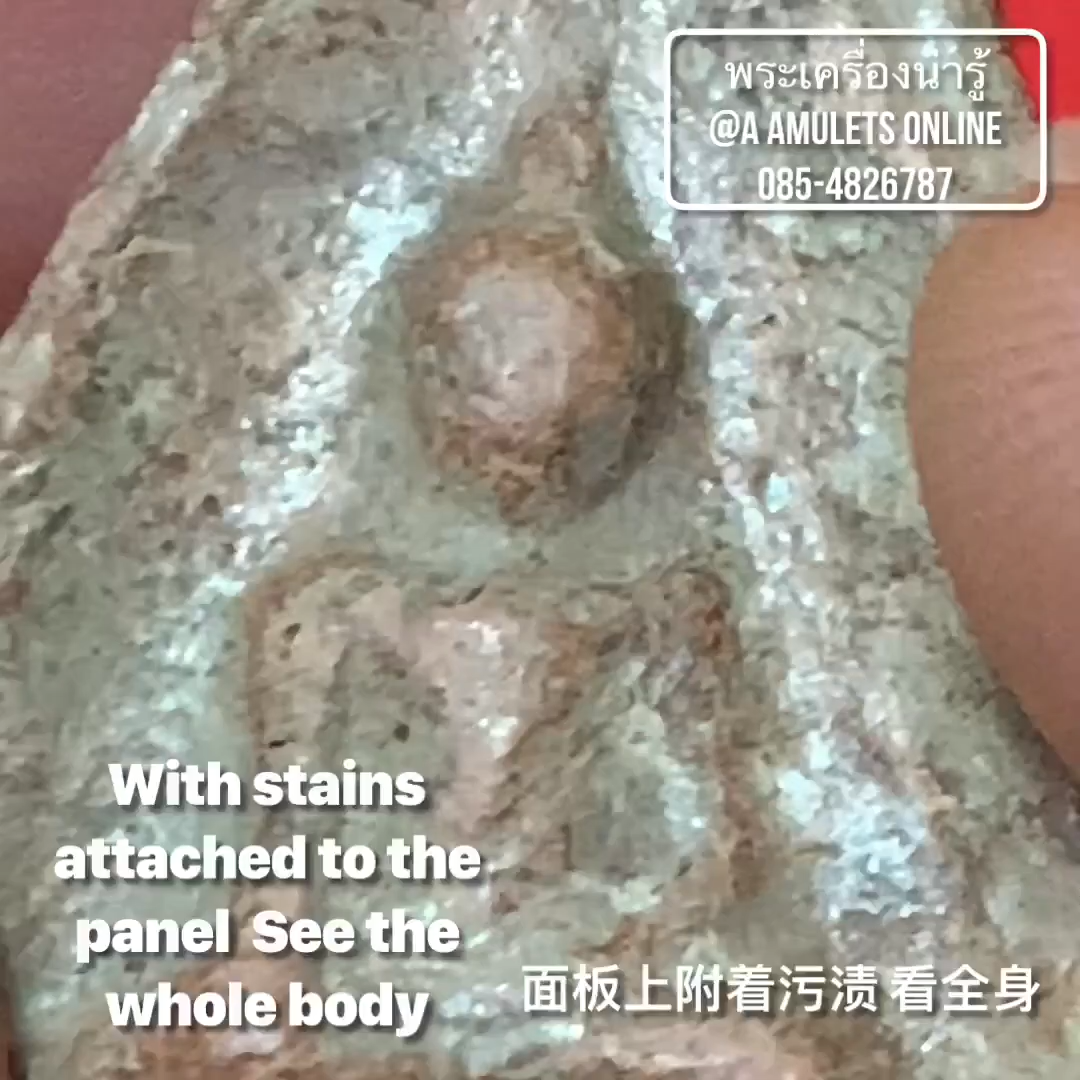 พระเครื่องน่ารู้
@A AMULETS ONLINE
085-4826787
With stains
attached to the
panel See the
whole body
面板上附着污渍 看全身